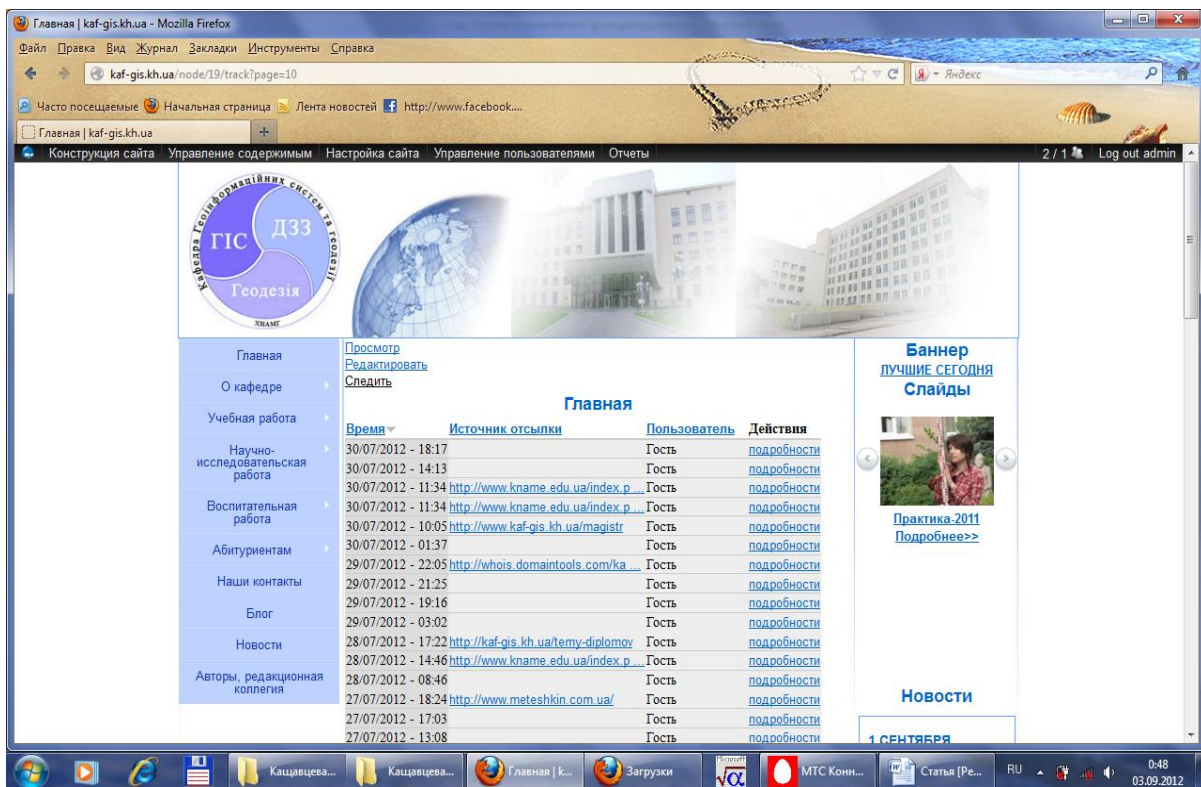 Главная | kaf-gis.kh.ua - Mozilla Firefox
Файл Правка Вид Журнал Закладки Инструменты Справка
kaf-gis.kh.ua/node/19/track?page=10
Яндекс
Часто посещаемые Начальная страница Лента новостей http://www.facebook....
Главная | kaf-gis.kh.ua
Конструкция сайта Управление содержимым Настройка сайта Управление пользователями Отчеты 2 / 1 Log out admin
Кафедра Геоінформаційних систем та геодезії
ГІС ДЗЗ
Геодезія
ХНАМГ
Главная
О кафедре
Учебная работа
Научно-
исследовательская
работа
Воспитательная
работа
Абитуриентам
Наши контакты
Блог
Новости
Авторы, редакционная
коллегия
Просмотр
Редактировать
Следить
Главная
Время Источник отсылки Пользователь Действия
30/07/2012 - 18:17 Гость подробности
30/07/2012 - 14:13 Гость подробности
30/07/2012 - 11:34 http://www.kname.edu.ua/index.p ... Гость подробности
30/07/2012 - 11:34 http://www.kname.edu.ua/index.p ... Гость подробности
30/07/2012 - 10:05 http://www.kaf-gis.kh.ua/magistr Гость подробности
30/07/2012 - 01:37 Гость подробности
29/07/2012 - 22:05 http://whois.domaintools.com/ka ... Гость подробности
29/07/2012 - 21:25 Гость подробности
29/07/2012 - 19:16 Гость подробности
29/07/2012 - 03:02 Гость подробности
28/07/2012 - 17:22 http://kaf-gis.kh.ua/temy-diplomov Гость подробности
28/07/2012 - 14:46 http://www.kname.edu.ua/index.p ... Гость подробности
28/07/2012 - 08:46 Гость подробности
27/07/2012 - 18:24 http://www.meteshkin.com.ua/ Гость подробности
27/07/2012 - 17:03 Гость подробности
27/07/2012 - 13:08 Гость подробности
Баннер
ЛУЧШИЕ СЕГОДНЯ
Слайды
Практика-2011
Подробнее>>
Новости
1 СЕНТЯБРЯ
Кащавцева... Кащавцева... Главная | k... Загрузки Microsoft √α МТС Конн... Статья [Ре... RU 0:48
03.09.2012